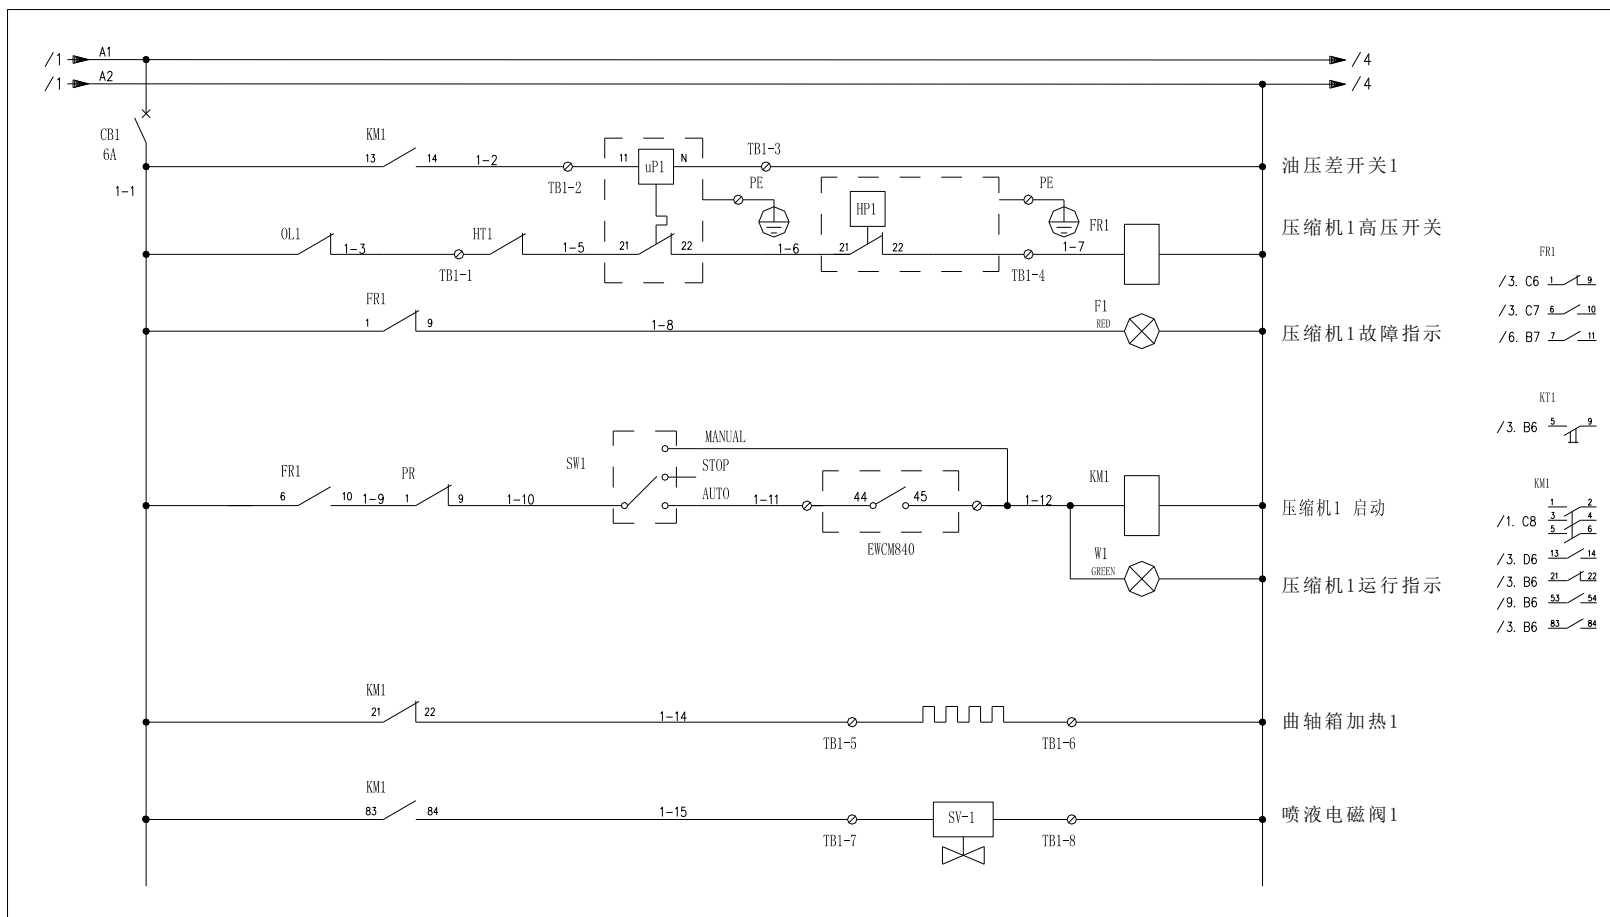 /1 A1 /4
/1 A2 /4
CB1
6A
1-1
KM1
13 14 1-2 TB1-2 11 uP1 N TB1-3 油压差开关1
PE PE
HP1 FR1 压缩机1高压开关
OL1 1-3 TB1-1 HT1 1-5 21 22 1-6 21 22 TB1-4 1-7
FR1
1 9 1-8 F1 RED 压缩机1故障指示
MANUAL
STOP
SW1 AUTO
FR1 PR KM1
6 10 1-9 1 9 1-10 1-11 44 45 1-12 压缩机1 启动
EWCM840
W1
GREEN 压缩机1运行指示
KM1
21 22 1-14 曲轴箱加热1
TB1-5 TB1-6
KM1
83 84 1-15 SV-1 喷液电磁阀1
TB1-7 TB1-8
FR1
/3. C6 1 9
/3. C7 6 10
/6. B7 7 11
KT1
/3. B6 5 9
KM1
1 2
/1. C8 3 4
5 6
/3. D6 13 14
/3. B6 21 22
/9. B6 53 54
/3. B6 83 84